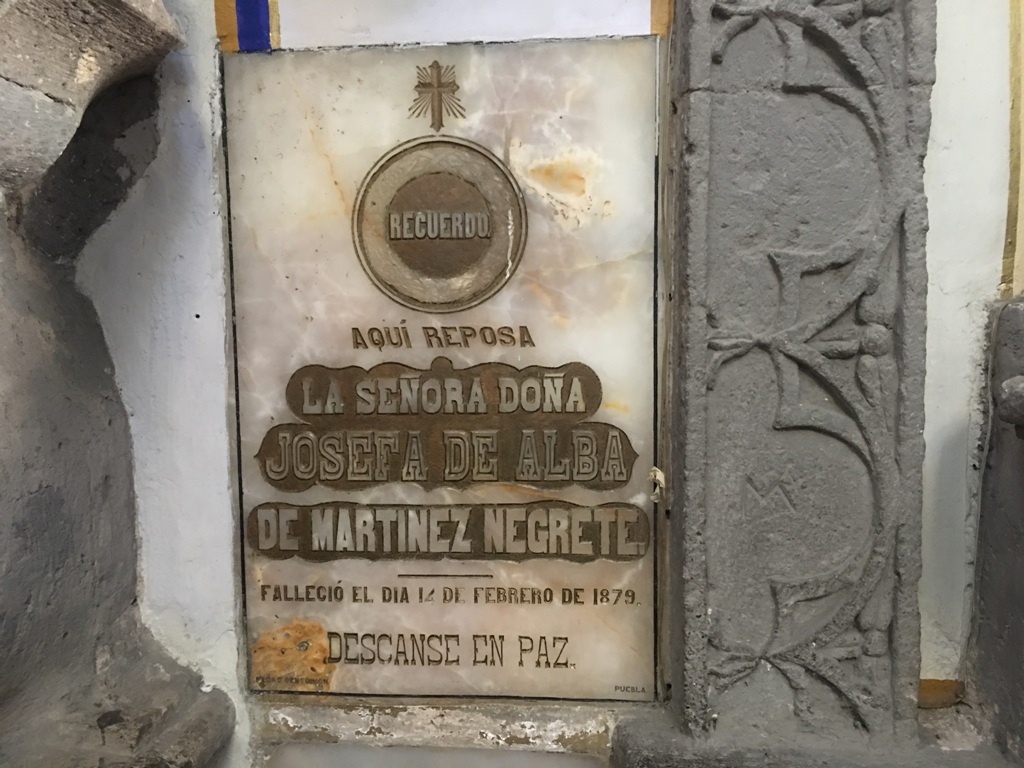 RECUERDO.
AQUÍ REPOSA
LA SEÑORA DOÑA
JOSEFA DE ALBA
DE MARTINEZ NEGRETE.
FALLECIÓ EL DIA DE FEBRERO DE 1879.
DESCANSE EN PAZ.
PUEBLA